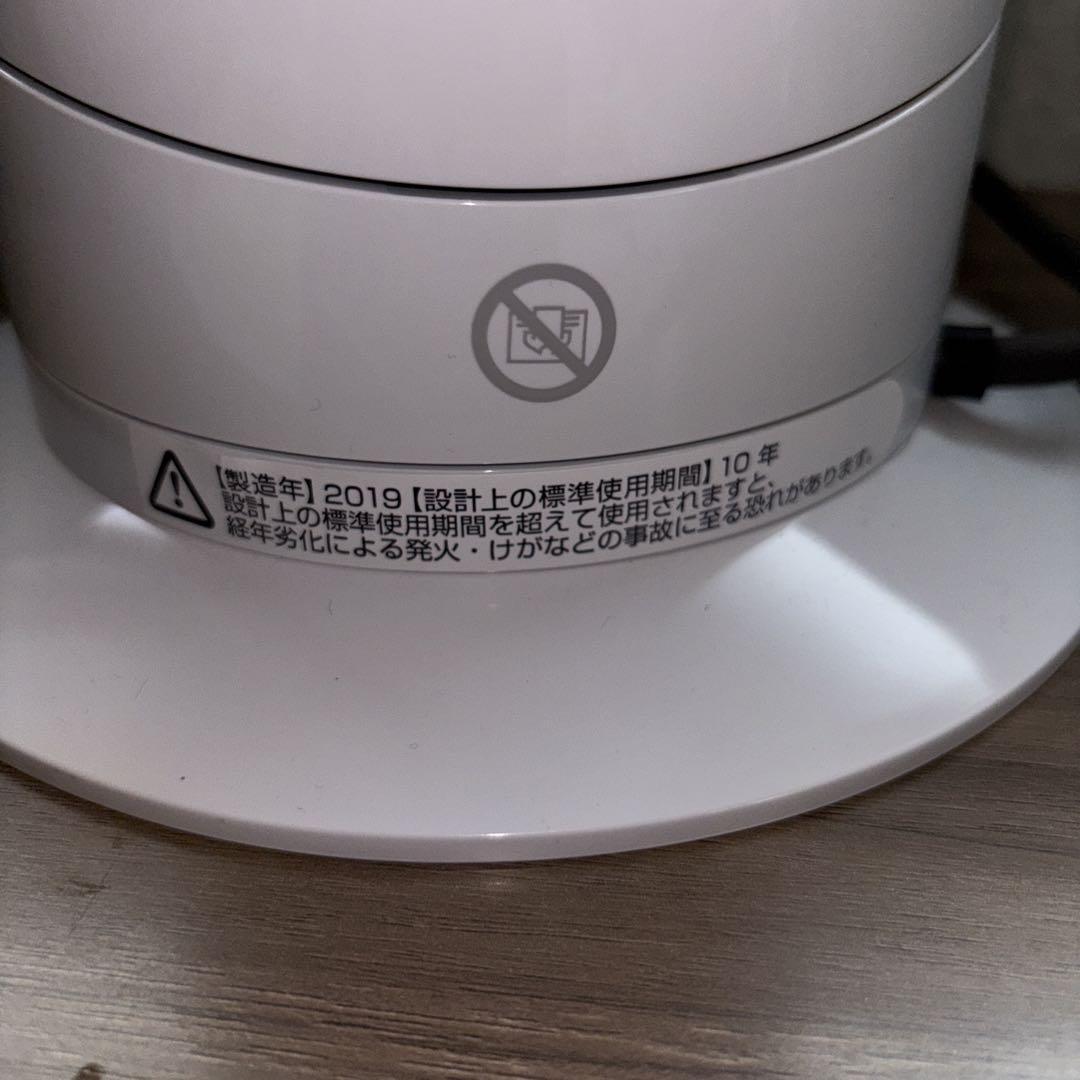 【製造年】2019【設計上の標準使用期間】10 年
設計上の標準使用期間を超えて使用されますと、
経年劣化による発火・けがなどの事故に至る恐れがあります。